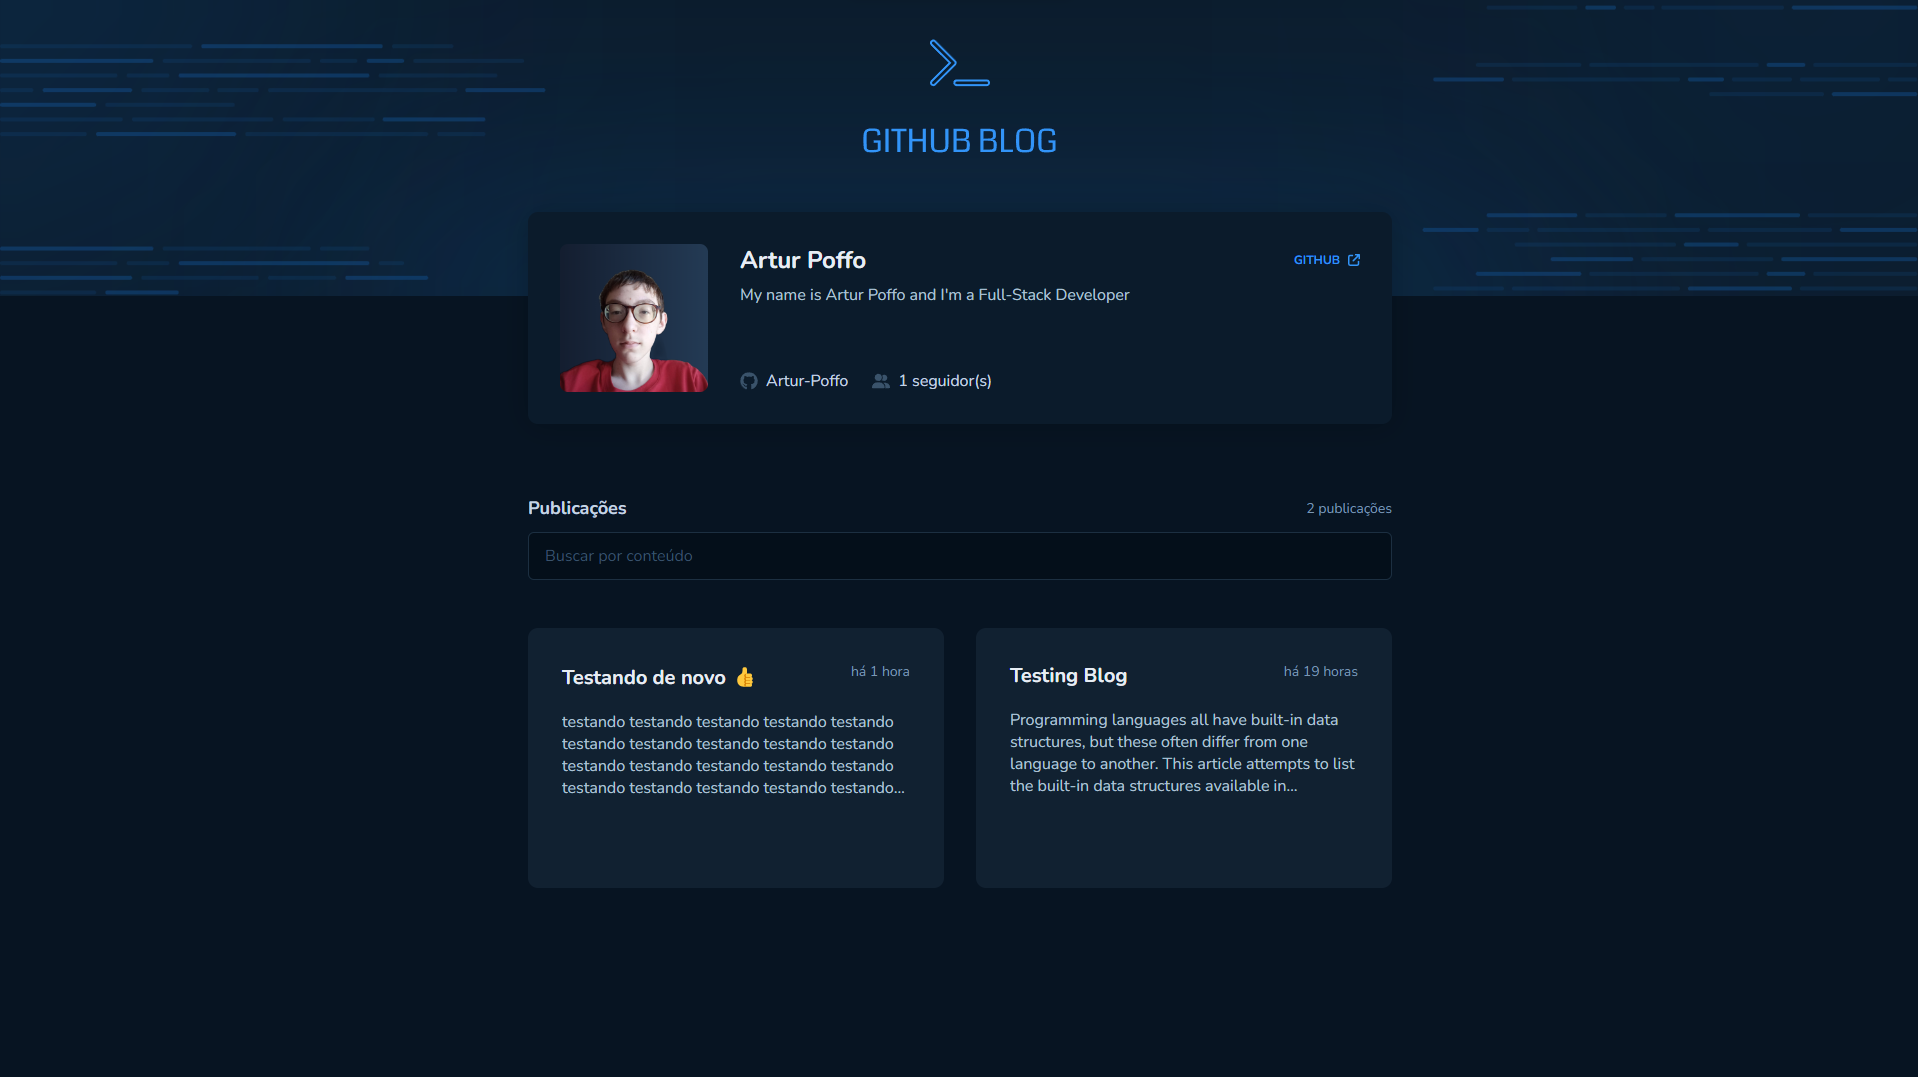 GITHUB BLOG
Artur Poffo
GITHUB
My name is Artur Poffo and I'm a Full-Stack Developer
Artur-Poffo
1 seguidor(s)
Publicações
2 publicações
Buscar por conteúdo
Testando de novo 👍
há 1 hora
testando testando testando testando testando
testando testando testando testando testando
testando testando testando testando testando
testando testando testando testando testando...
Testing Blog
há 19 horas
Programming languages all have built-in data
structures, but these often differ from one
language to another. This article attempts to list
the built-in data structures available in...